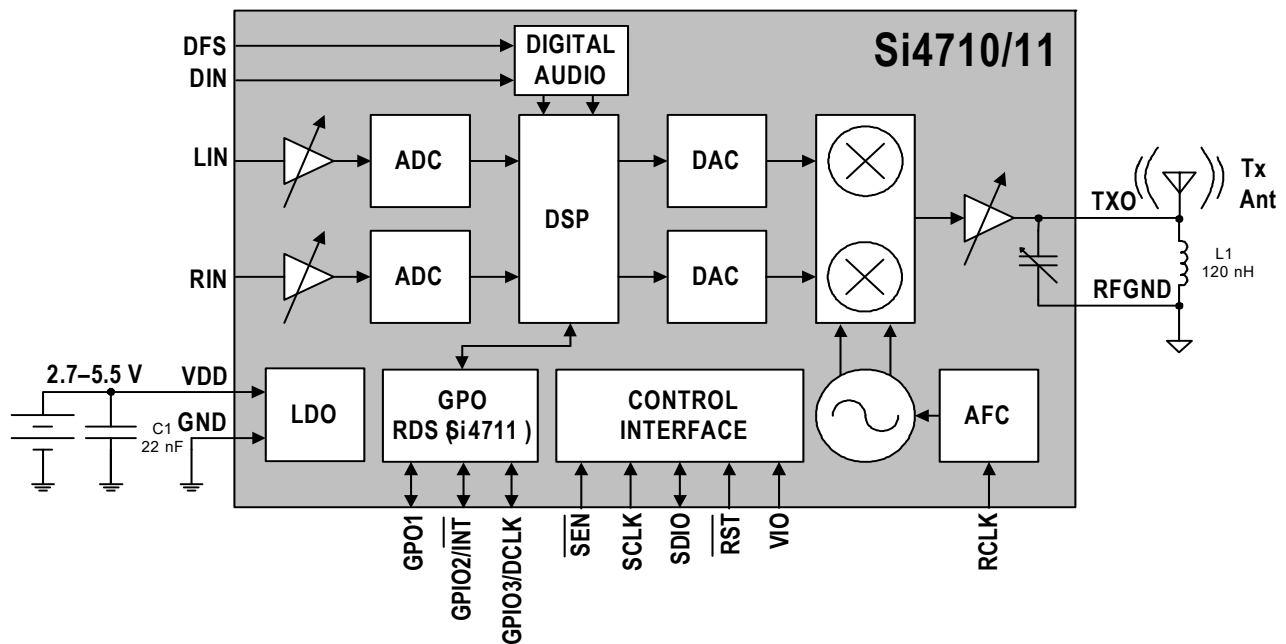 Si4710/11
DFS
DIN
DIGITAL
AUDIO
LIN
ADC
DSP
DAC
TXO
Tx
Ant
RIN
ADC
DAC
RFGND
L1
120 nH
2.7–5.5 V
VDD
GND
C1
22 nF
LDO
GPO
RDS (Si4711)
CONTROL
INTERFACE
AFC
GPO1
GPIO2/INT
GPIO3/DCLK
SEN
SCLK
SDIO
RST
VIO
RCLK